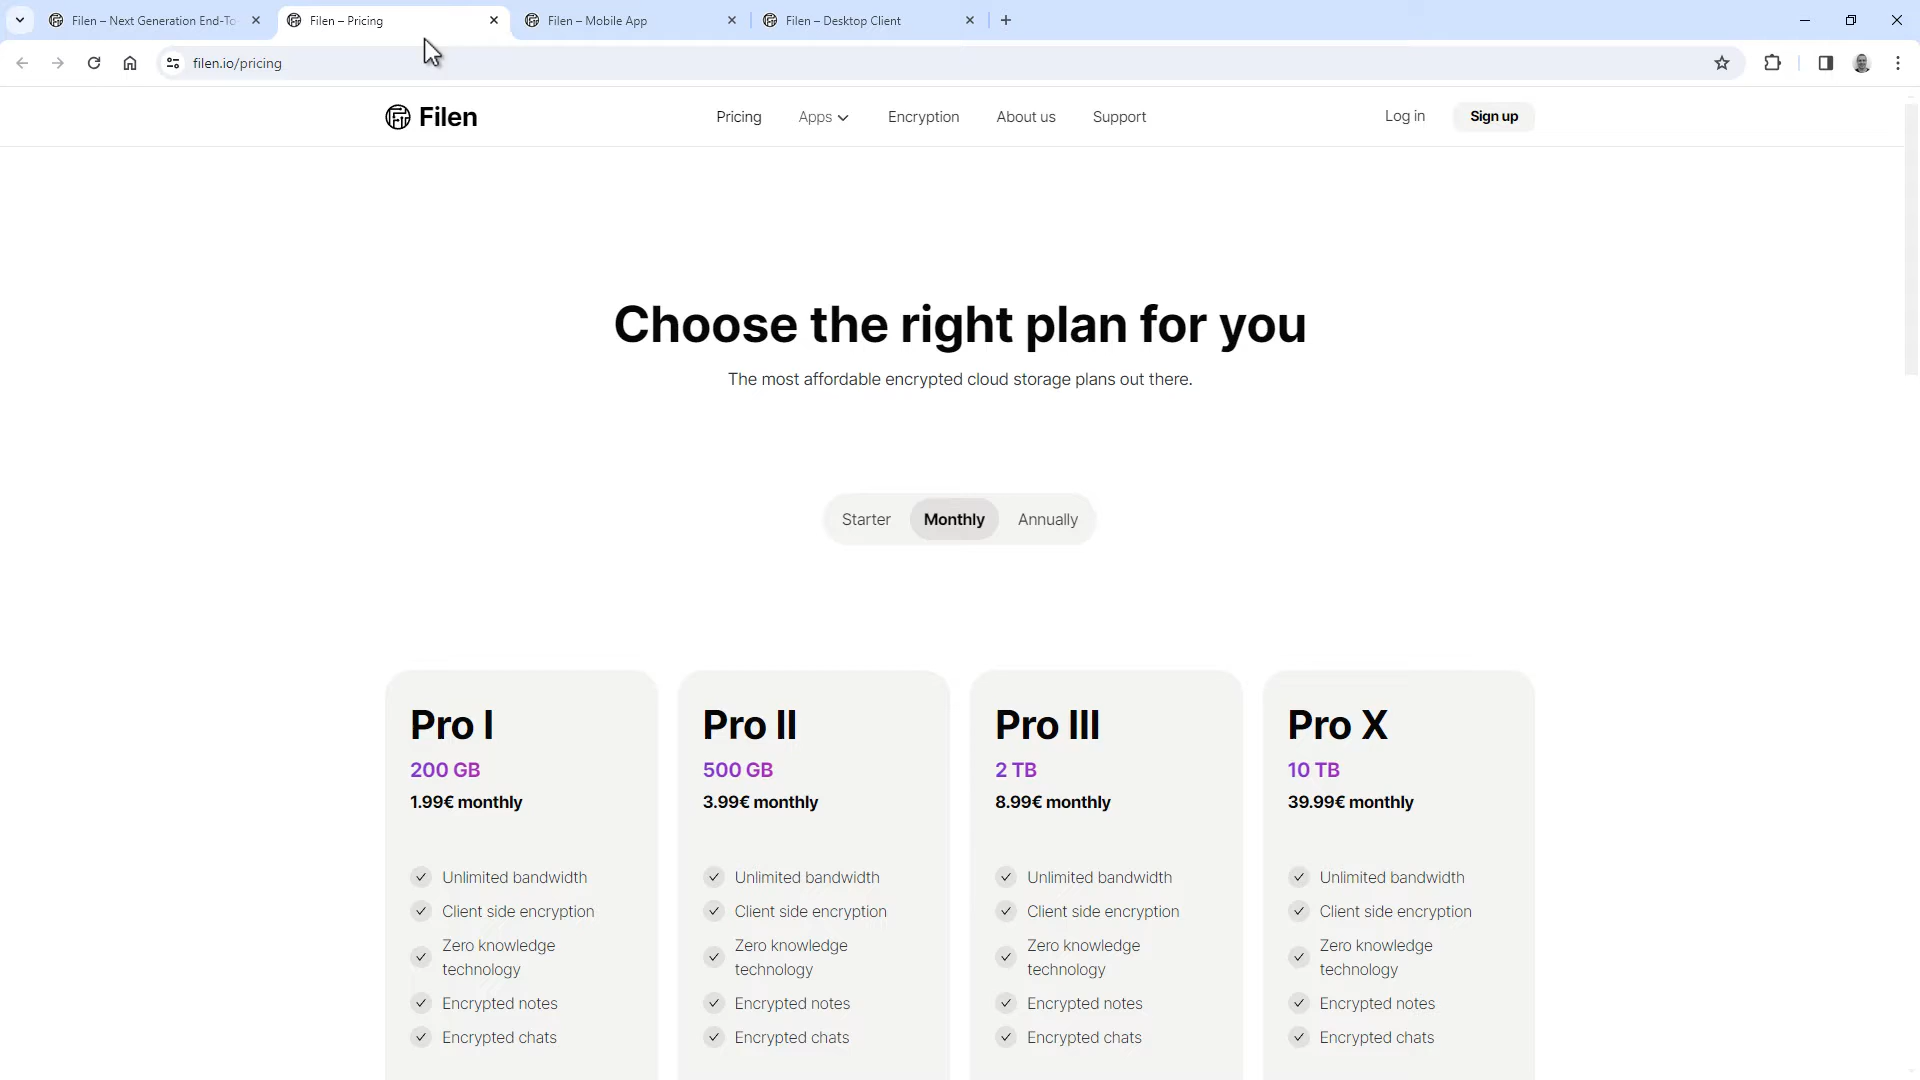 Filen – Next Generation End-To-
Filen – Pricing
Filen – Mobile App
Filen – Desktop Client
filen.io/pricing
Filen
Pricing
Apps
Encryption
About us
Support
Log in
Sign up
Choose the right plan for you
The most affordable encrypted cloud storage plans out there.
Starter
Monthly
Annually
Pro I
200 GB
1.99€ monthly
Unlimited bandwidth
Client side encryption
Zero knowledge
technology
Encrypted notes
Encrypted chats
Pro II
500 GB
3.99€ monthly
Unlimited bandwidth
Client side encryption
Zero knowledge
technology
Encrypted notes
Encrypted chats
Pro III
2 TB
8.99€ monthly
Unlimited bandwidth
Client side encryption
Zero knowledge
technology
Encrypted notes
Encrypted chats
Pro X
10 TB
39.99€ monthly
Unlimited bandwidth
Client side encryption
Zero knowledge
technology
Encrypted notes
Encrypted chats